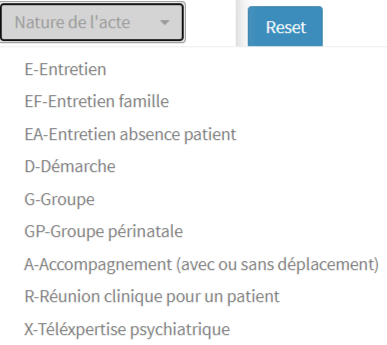 Nature de l'acte
Reset
E-Entretien
EF-Entretien famille
EA-Entretien absence patient
D-Démarche
G-Groupe
GP-Groupe périnatale
A-Accompagnement (avec ou sans déplacement)
R-Réunion clinique pour un patient
X-Téléxpertise psychiatrique